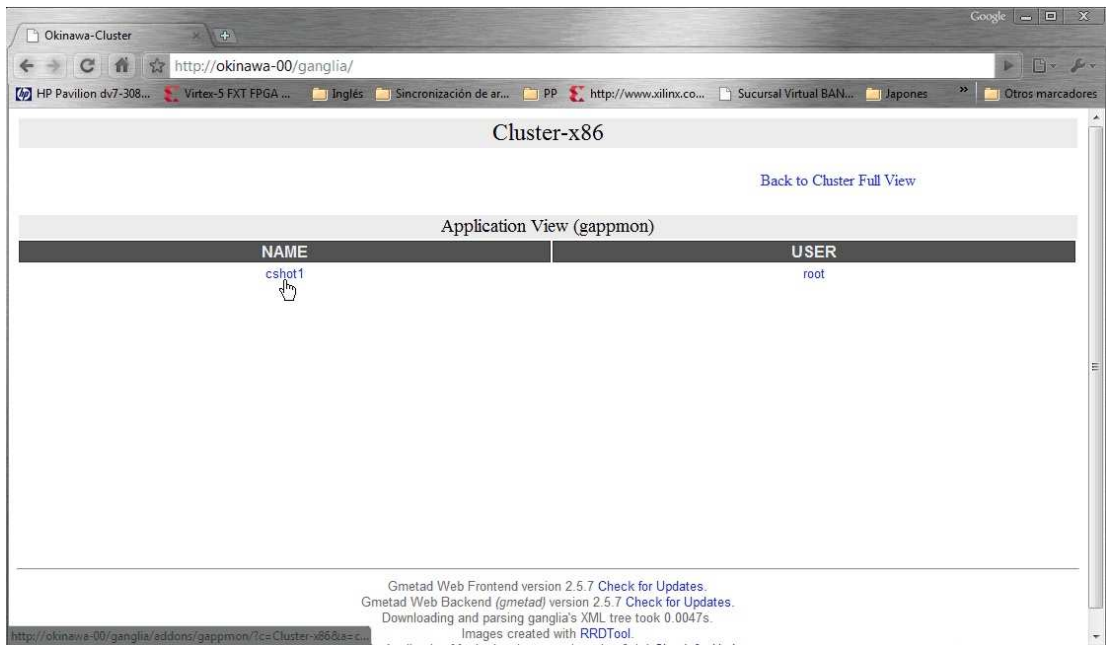 Google
Okinawa-Cluster
http://okinawa-00/ganglia/
HP Pavilion dv7-308... Virtex-5 FXT FPGA ... Inglés Sincronización de ar... PP http://www.xilinx.co... Sucursal Virtual BAN... Japones » Otros marcadores
Cluster-x86
Back to Cluster Full View
Application View (gappmon)
NAME USER
cshot1 root
Gmetad Web Frontend version 2.5.7 Check for Updates.
Gmetad Web Backend (gmetad) version 2.5.7 Check for Updates.
Downloading and parsing ganglia's XML tree took 0.0047s.
Images created with RRDTool.
http://okinawa-00/ganglia/addons/gappmon/?c=Cluster-x86&a=c...